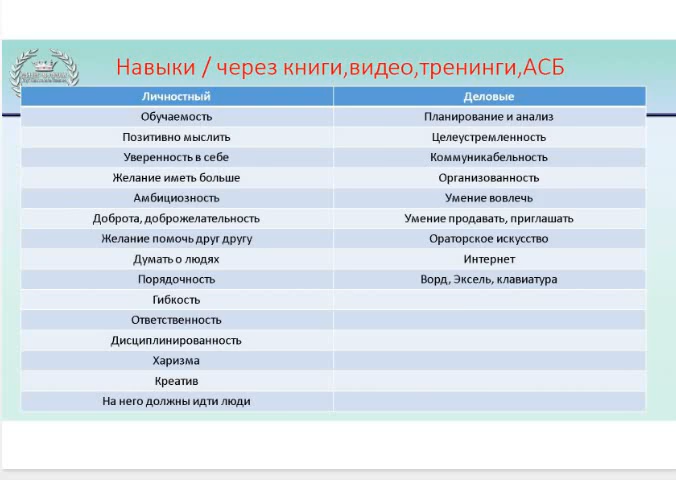 Навыки / через книги,видео,тренинги,АСБ
Личностный Деловые
Обучаемость Планирование и анализ
Позитивно мыслить Целеустремленность
Уверенность в себе Коммуникабельность
Желание иметь больше Организованность
Амбициозность Умение вовлечь
Доброта, доброжелательность Умение продавать, приглашать
Желание помочь друг другу Ораторское искусство
Думать о людях Интернет
Порядочность Ворд, Эксель, клавиатура
Гибкость
Ответственность
Дисциплинированность
Харизма
Креатив
На него должны идти люди